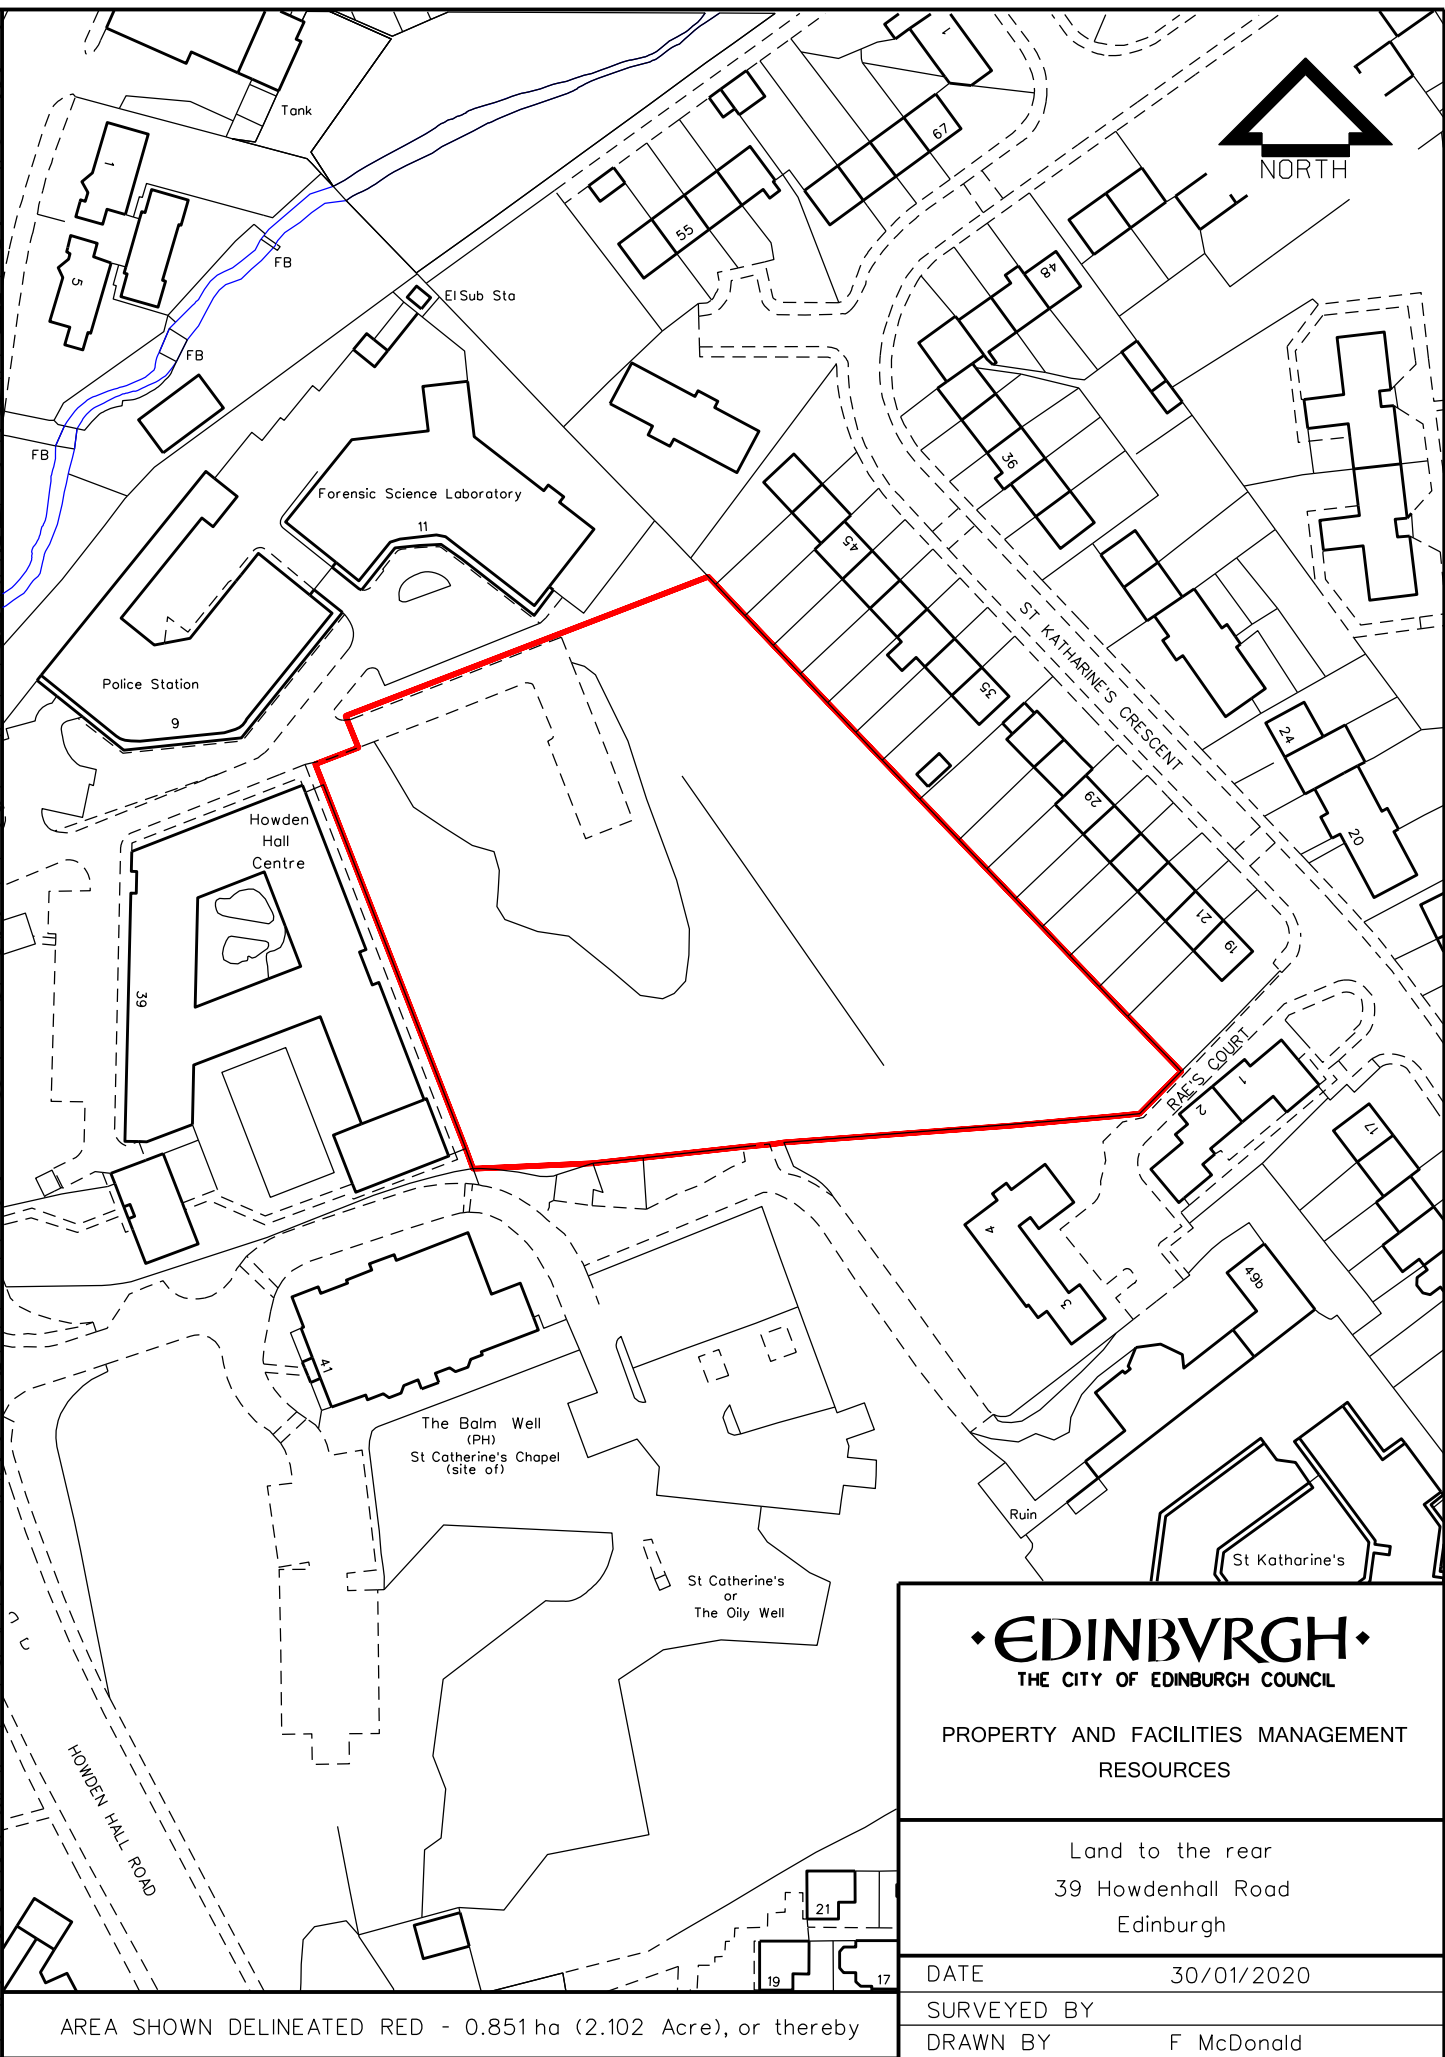 Tank
1
67
NORTH
55
FB
5
48
El Sub Sta
FB
FB
36
Forensic Science Laboratory
11
45
ST KATHARINE'S CRESCENT
Police Station
9
35
24
29
20
Howden
Hall
Centre
21
19
39
RAE'S COURT
1
2
17
4
3
49b
41
The Balm Well
(PH)
St Catherine's Chapel
(site of)
Ruin
St Katharine's
St Catherine's
or
The Oily Well
HOWDEN HALL ROAD
21
19
17
·EDINBVRGH·
THE CITY OF EDINBURGH COUNCIL
PROPERTY AND FACILITIES MANAGEMENT
RESOURCES
Land to the rear
39 Howdenhall Road
Edinburgh
DATE 30/01/2020
SURVEYED BY
DRAWN BY F McDonald
AREA SHOWN DELINEATED RED - 0.851 ha (2.102 Acre), or thereby